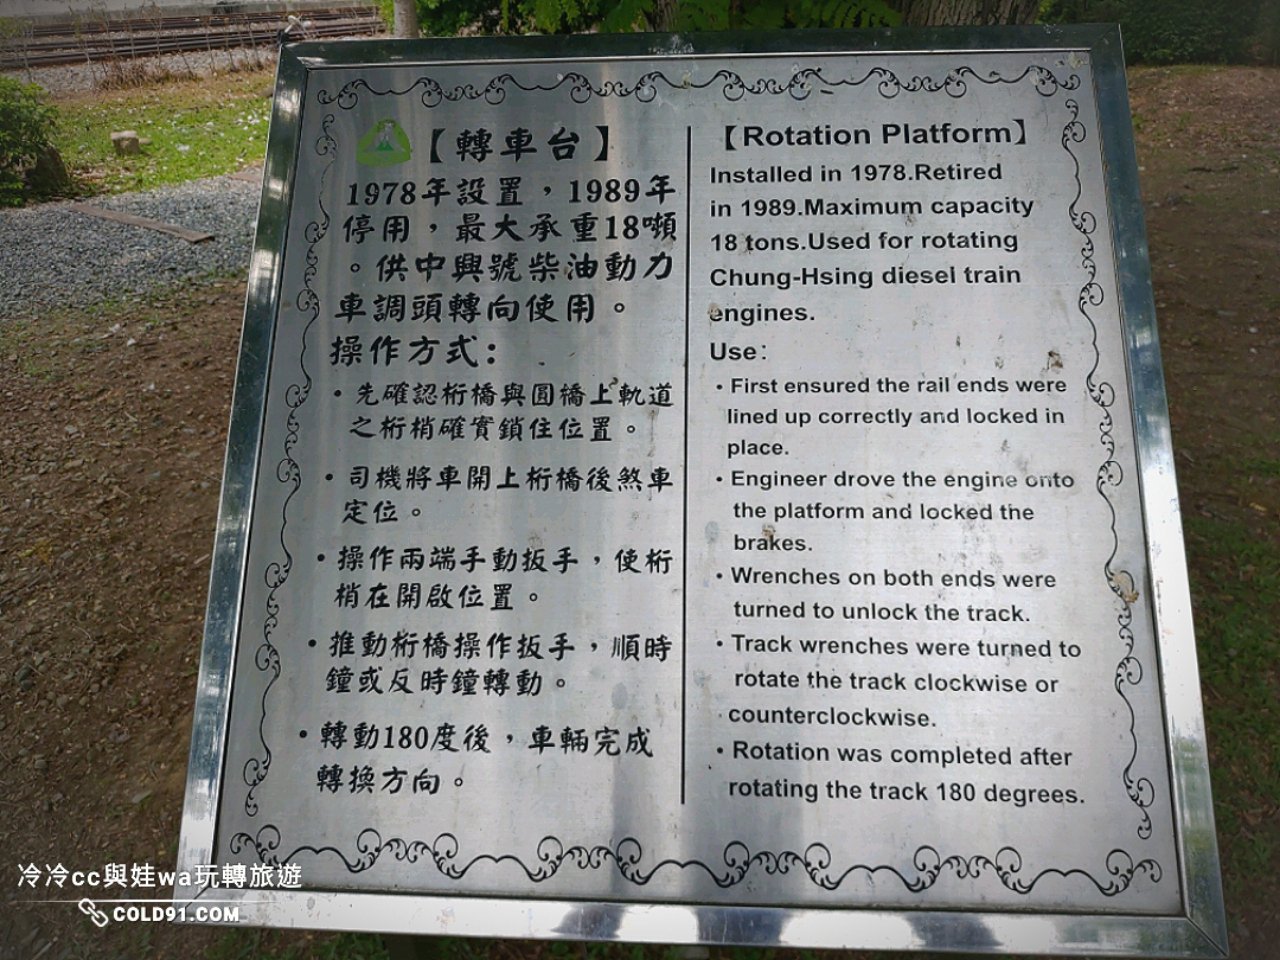 【轉車台】
1978年設置，1989年
停用，最大承重18噸
。供中興號柴油動力
車調頭轉向使用。
操作方式:
・先確認桁橋與圓橋上軌道
之桁梢確實鎖住位置。
・司機將車開上桁橋後煞車
定位。
・操作兩端手動扳手，使桁
梢在開啟位置。
・推動桁橋操作扳手，順時
鐘或反時鐘轉動。
・轉動180度後，車輛完成
轉換方向。
【Rotation Platform】
Installed in 1978.Retired
in 1989.Maximum capacity
18 tons.Used for rotating
Chung-Hsing diesel train
engines.
Use:
・First ensured the rail ends were
lined up correctly and locked in
place.
・Engineer drove the engine onto
the platform and locked the
brakes.
・Wrenches on both ends were
turned to unlock the track.
・Track wrenches were turned to
rotate the track clockwise or
counterclockwise.
・Rotation was completed after
rotating the track 180 degrees.
冷冷cc與娃wa玩轉旅遊
COLD91.COM